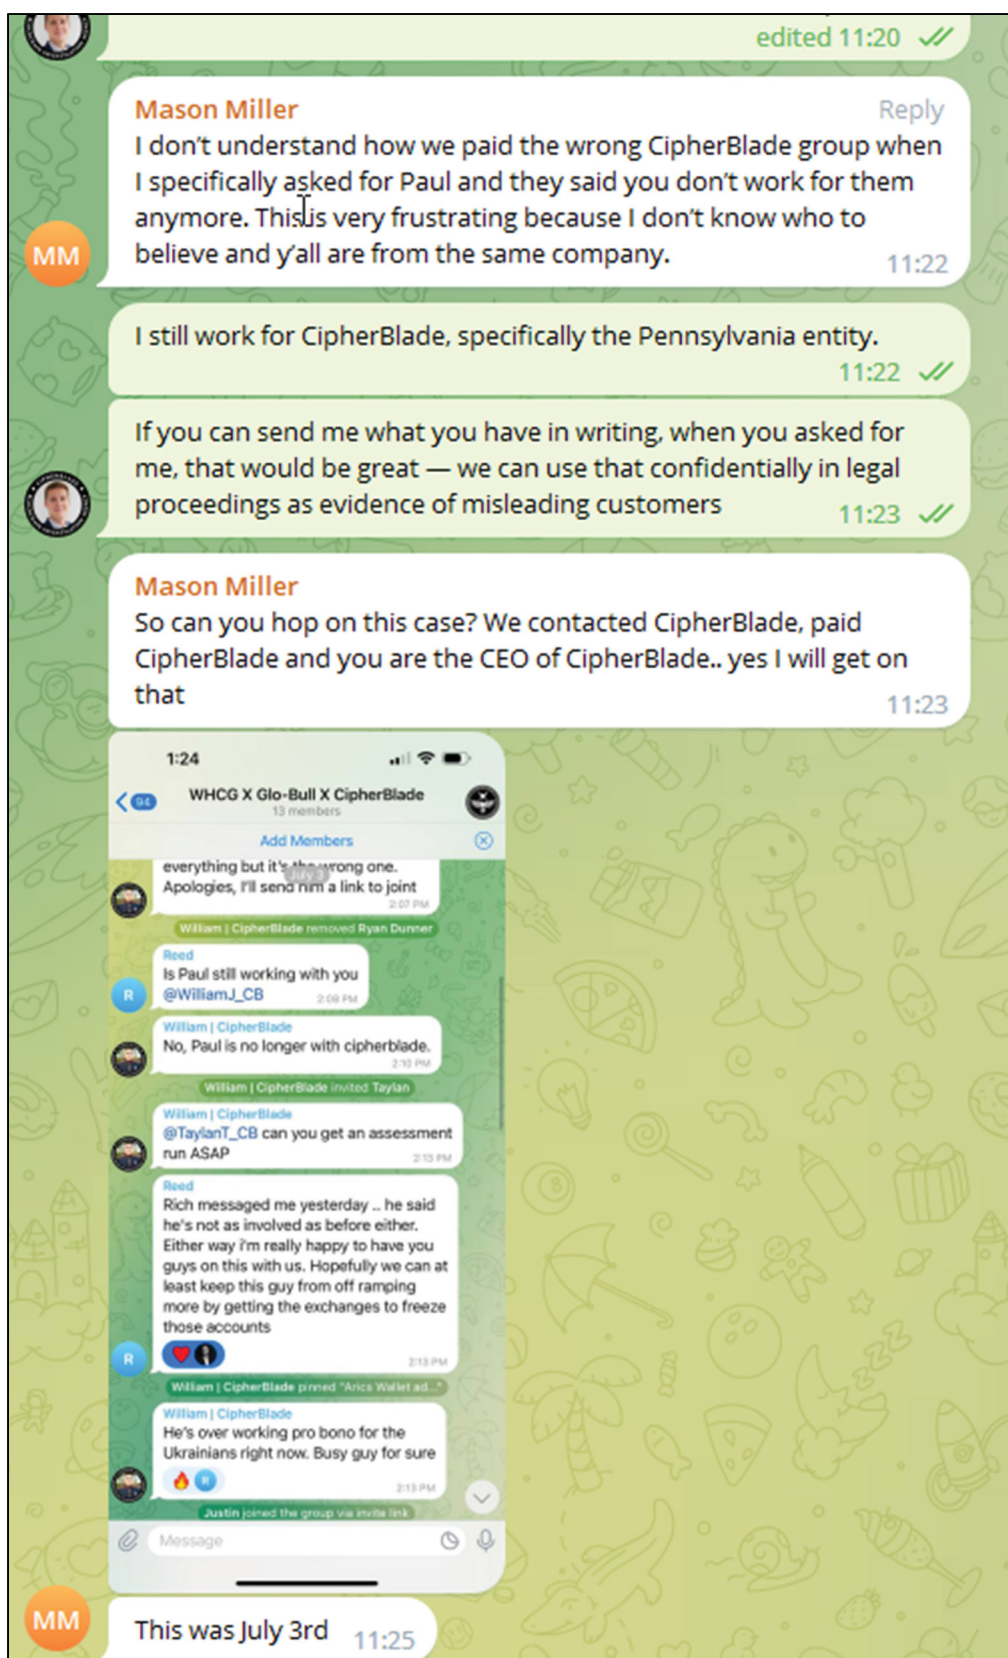 edited 11:20
Mason Miller
Reply
I don't understand how we paid the wrong CipherBlade group when
I specifically asked for Paul and they said you don't work for them
anymore. This is very frustrating because I don't know who to
believe and y'all are from the same company.
11:22
MM
I still work for CipherBlade, specifically the Pennsylvania entity.
11:22
If you can send me what you have in writing, when you asked for
me, that would be great — we can use that confidentially in legal
proceedings as evidence of misleading customers
11:23
Mason Miller
So can you hop on this case? We contacted CipherBlade, paid
CipherBlade and you are the CEO of CipherBlade.. yes I will get on
that
11:23
1:24
94
WHCG X Glo-Bull X CipherBlade
13 members
Add Members
everything but it's the wrong one.
July 3
Apologies, I'll send him a link to joint
2:07 PM
William | CipherBlade removed Ryan Dunner
Reed
Is Paul still working with you
@WilliamJ_CB
2:08 PM
R
William | CipherBlade
No, Paul is no longer with cipherblade.
2:10 PM
William | CipherBlade invited Taylan
William | CipherBlade
@TaylanT_CB can you get an assessment
run ASAP
2:13 PM
Reed
Rich messaged me yesterday .. he said
he's not as involved as before either.
Either way i'm really happy to have you
guys on this with us. Hopefully we can at
least keep this guy from off ramping
more by getting the exchanges to freeze
those accounts
2:13 PM
R
William | CipherBlade pinned "Arics Wallet ad..."
William | CipherBlade
He's over working pro bono for the
Ukrainians right now. Busy guy for sure
R
2:13 PM
Justin joined the group via invite link
Message
MM
This was July 3rd
11:25